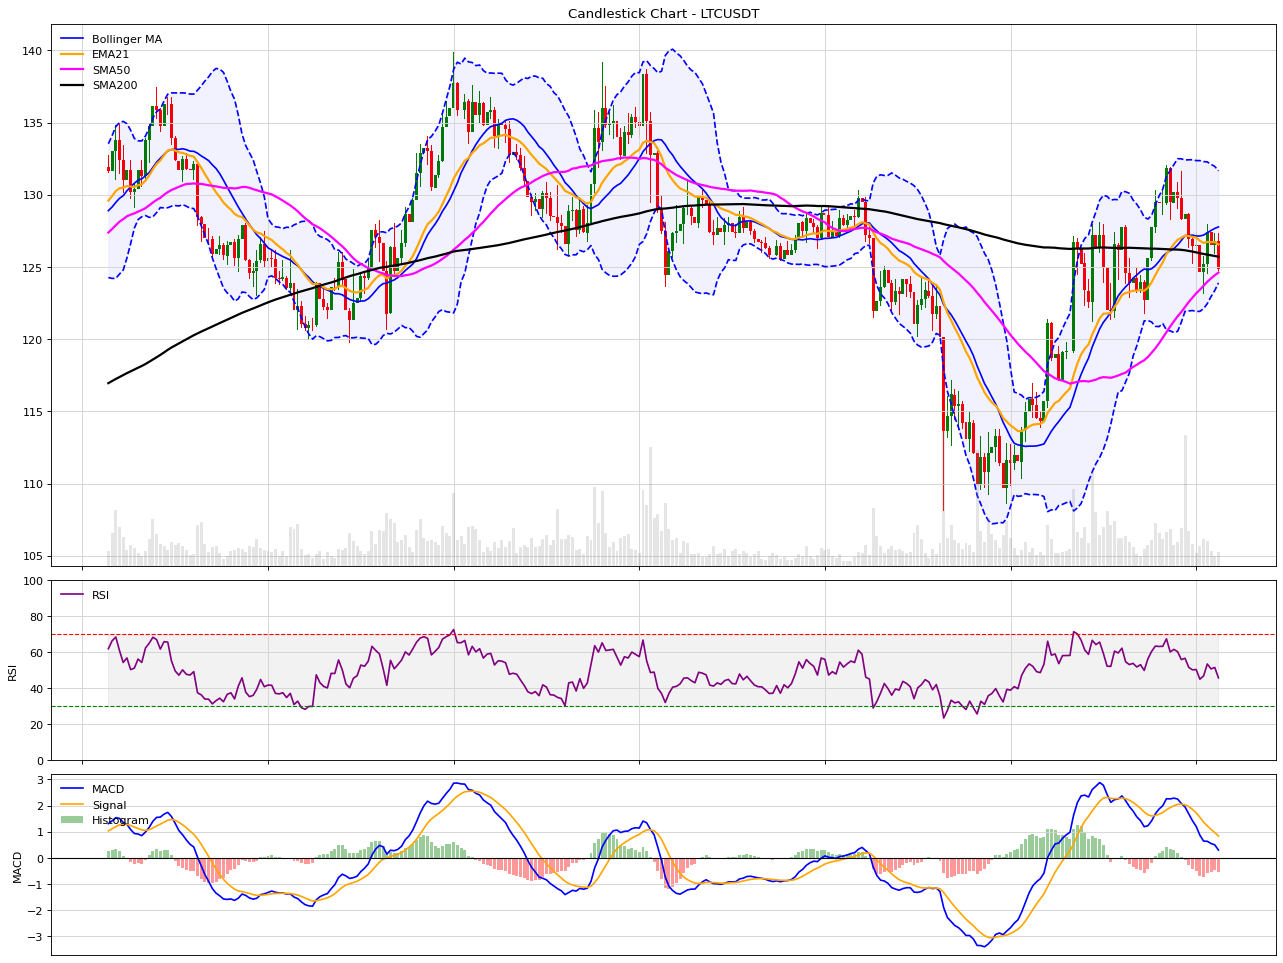 Candlestick Chart - LTCUSDT
Bollinger MA
EMA21
SMA50
SMA200
140
135
130
125
120
115
110
105
RSI
100
80
60
40
20
0
RSI
MACD
Signal
Histogram
3
2
1
0
−1
−2
−3
MACD